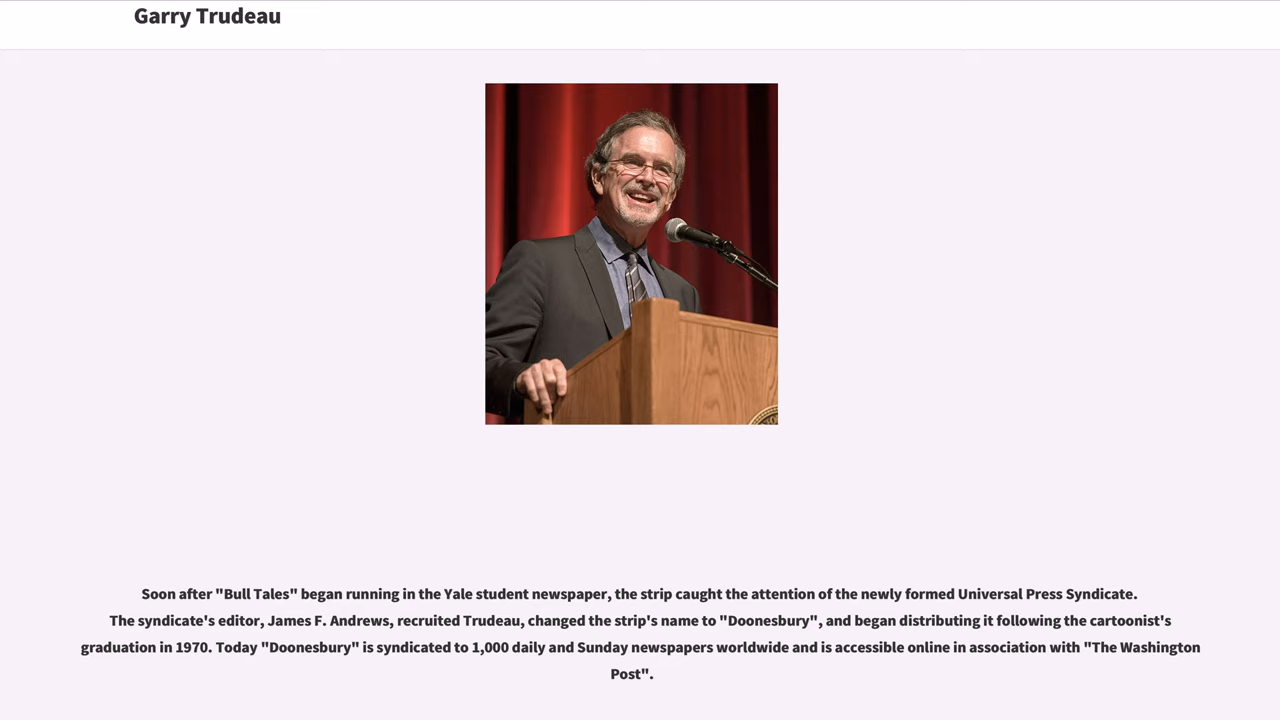 Garry Trudeau
Soon after "Bull Tales" began running in the Yale student newspaper, the strip caught the attention of the newly formed Universal Press Syndicate.
The syndicate's editor, James F. Andrews, recruited Trudeau, changed the strip's name to "Doonesbury", and began distributing it following the cartoonist's
graduation in 1970. Today "Doonesbury" is syndicated to 1,000 daily and Sunday newspapers worldwide and is accessible online in association with "The Washington
Post".